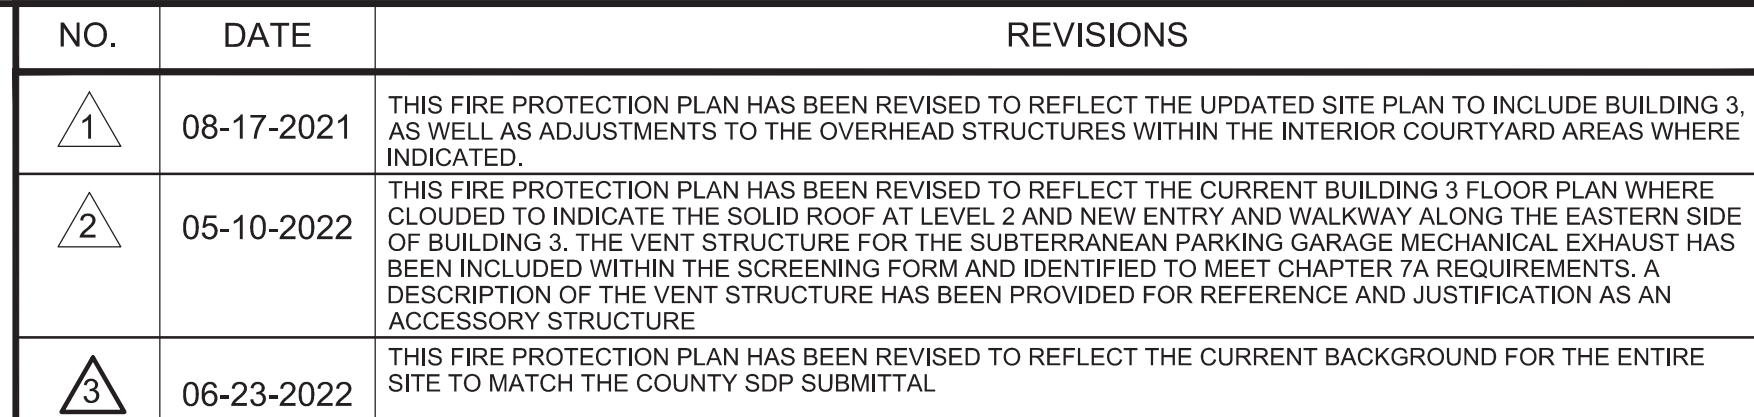 NO. DATE REVISIONS
1 08-17-2021 THIS FIRE PROTECTION PLAN HAS BEEN REVISED TO REFLECT THE UPDATED SITE PLAN TO INCLUDE BUILDING 3,
AS WELL AS ADJUSTMENTS TO THE OVERHEAD STRUCTURES WITHIN THE INTERIOR COURTYARD AREAS WHERE
INDICATED.
2 05-10-2022 THIS FIRE PROTECTION PLAN HAS BEEN REVISED TO REFLECT THE CURRENT BUILDING 3 FLOOR PLAN WHERE
CLOUDED TO INDICATE THE SOLID ROOF AT LEVEL 2 AND NEW ENTRY AND WALKWAY ALONG THE EASTERN SIDE
OF BUILDING 3. THE VENT STRUCTURE FOR THE SUBTERRANEAN PARKING GARAGE MECHANICAL EXHAUST HAS
BEEN INCLUDED WITHIN THE SCREENING FORM AND IDENTIFIED TO MEET CHAPTER 7A REQUIREMENTS. A
DESCRIPTION OF THE VENT STRUCTURE HAS BEEN PROVIDED FOR REFERENCE AND JUSTIFICATION AS AN
ACCESSORY STRUCTURE
3 06-23-2022 THIS FIRE PROTECTION PLAN HAS BEEN REVISED TO REFLECT THE CURRENT BACKGROUND FOR THE ENTIRE
SITE TO MATCH THE COUNTY SDP SUBMITTAL